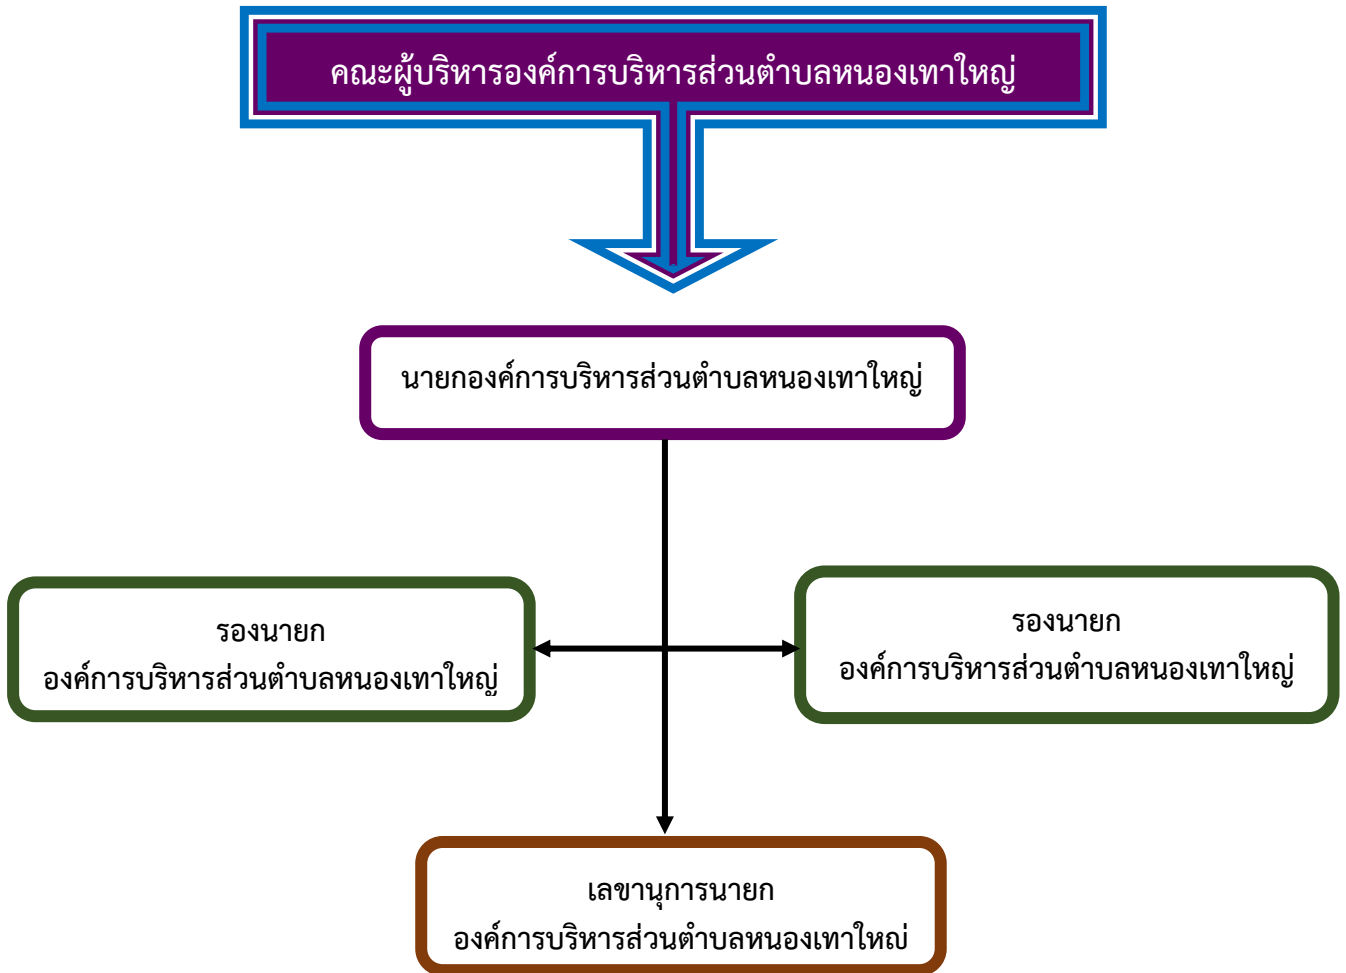 คณะผู้บริหารองค์การบริหารส่วนตำบลหนองเทาใหญ่
นายกองค์การบริหารส่วนตำบลหนองเทาใหญ่
รองนายก
องค์การบริหารส่วนตำบลหนองเทาใหญ่
รองนายก
องค์การบริหารส่วนตำบลหนองเทาใหญ่
เลขานุการนายก
องค์การบริหารส่วนตำบลหนองเทาใหญ่